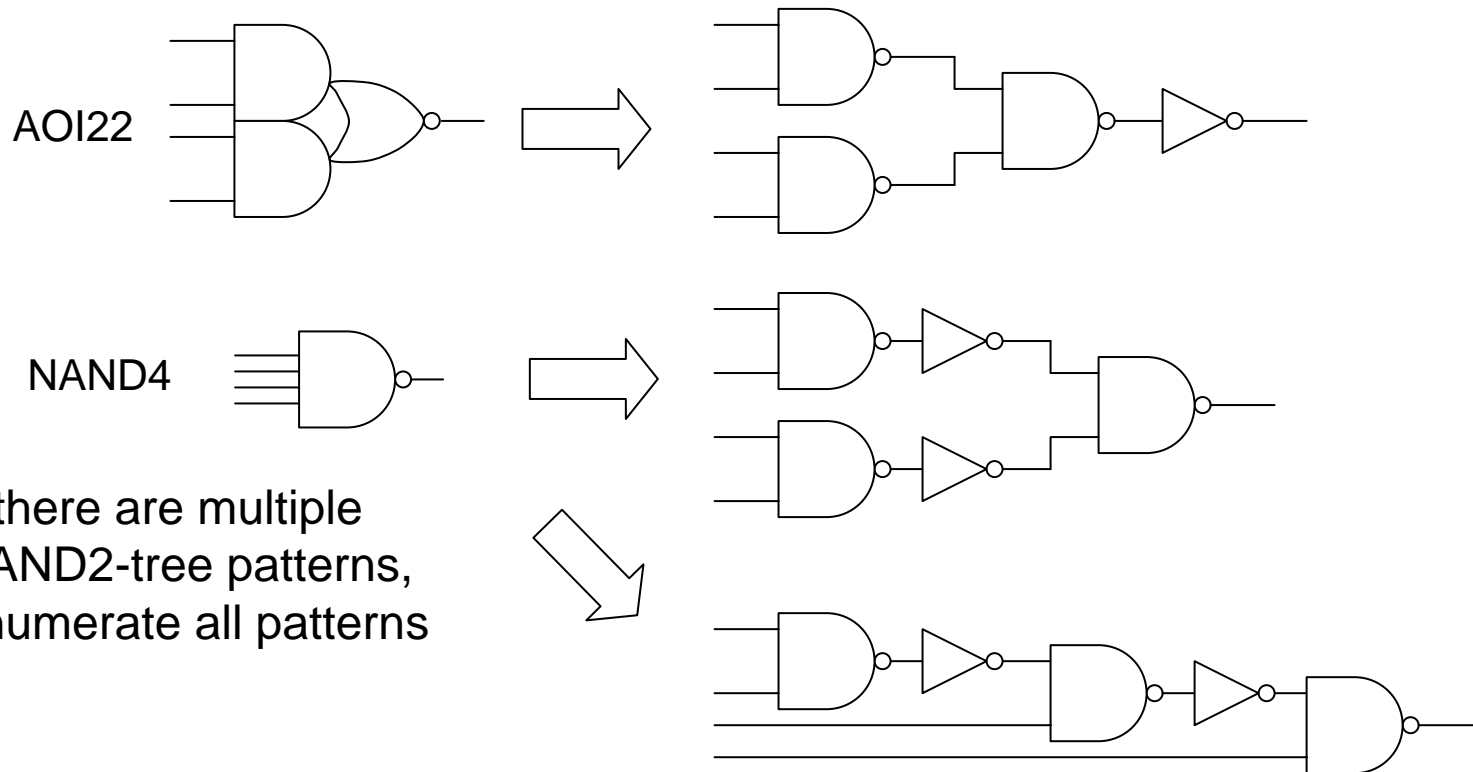 AOI22
NAND4
there are multiple
AND2-tree patterns,
numerate all patterns